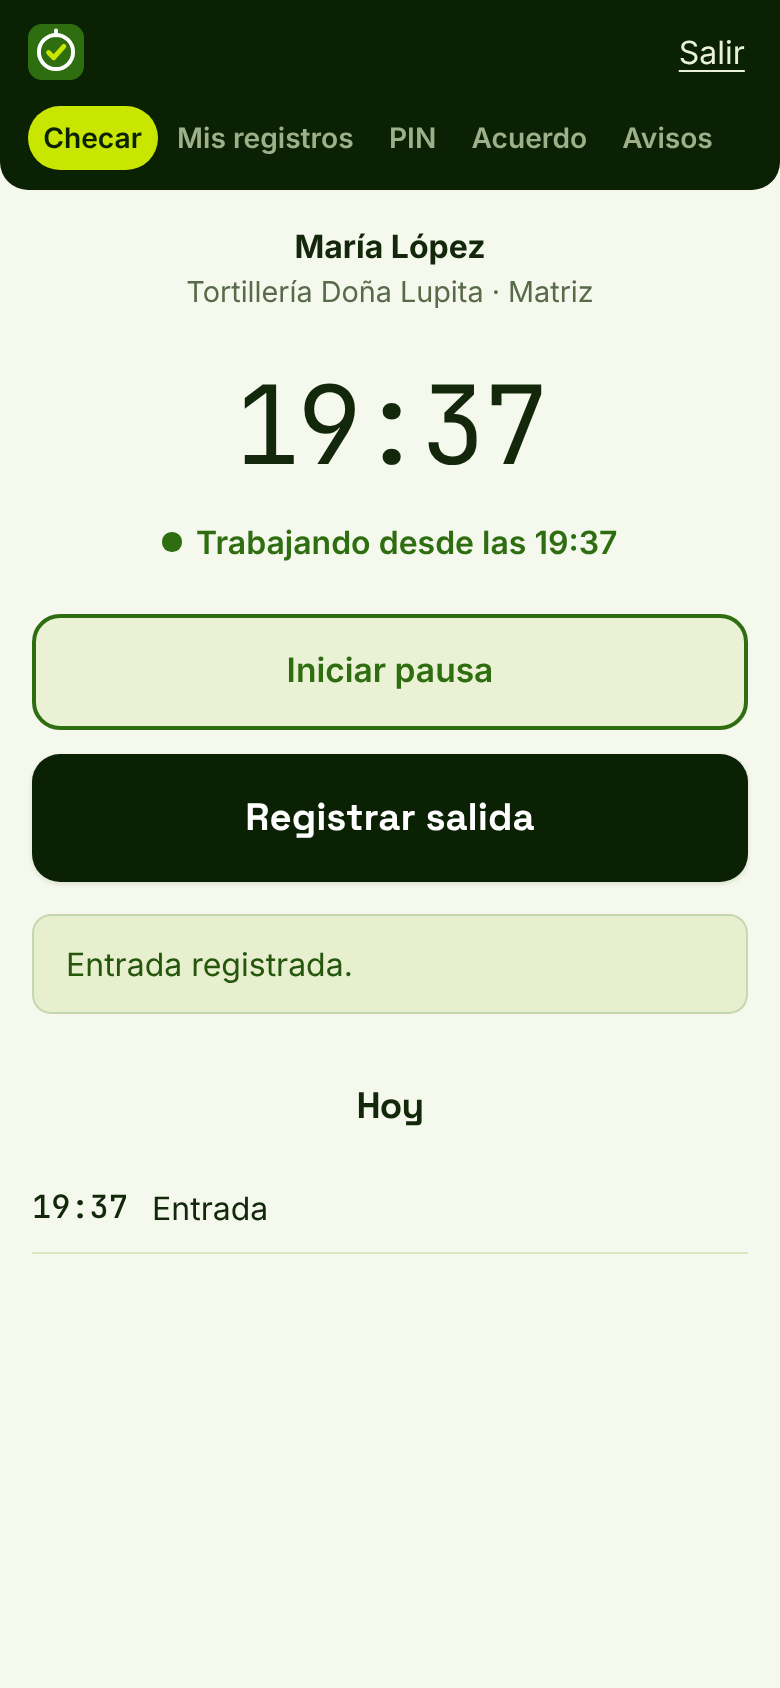 Salir
Checar Mis registros PIN Acuerdo Avisos
María López
Tortillería Doña Lupita · Matriz
19:37
Trabajando desde las 19:37
Iniciar pausa
Registrar salida
Entrada registrada.
Hoy
19:37 Entrada